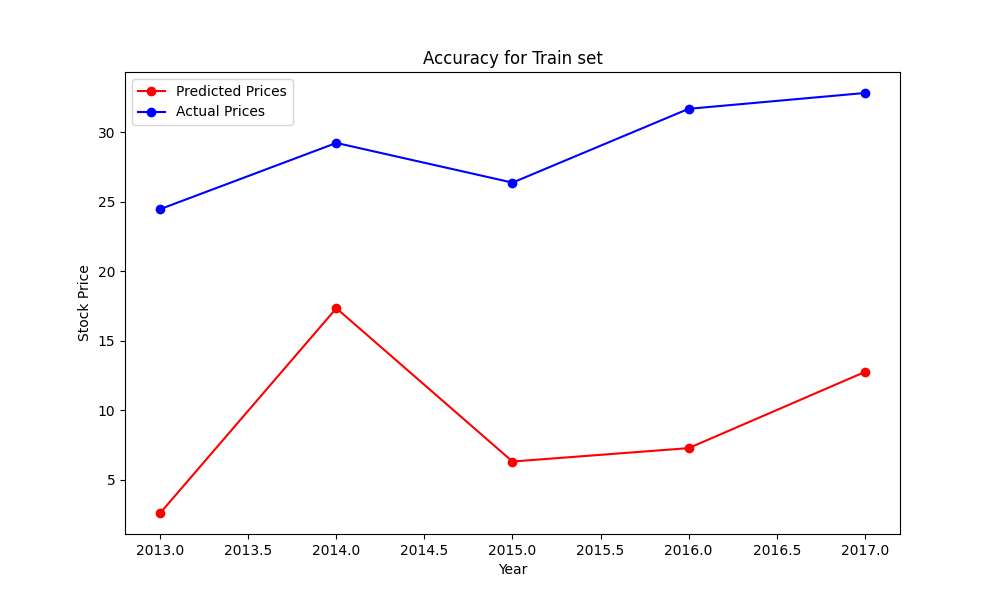 Accuracy for Train set
Predicted Prices
Actual Prices
30
25
20
15
10
5
Stock Price
2013.0 2013.5 2014.0 2014.5 2015.0 2015.5 2016.0 2016.5 2017.0
Year